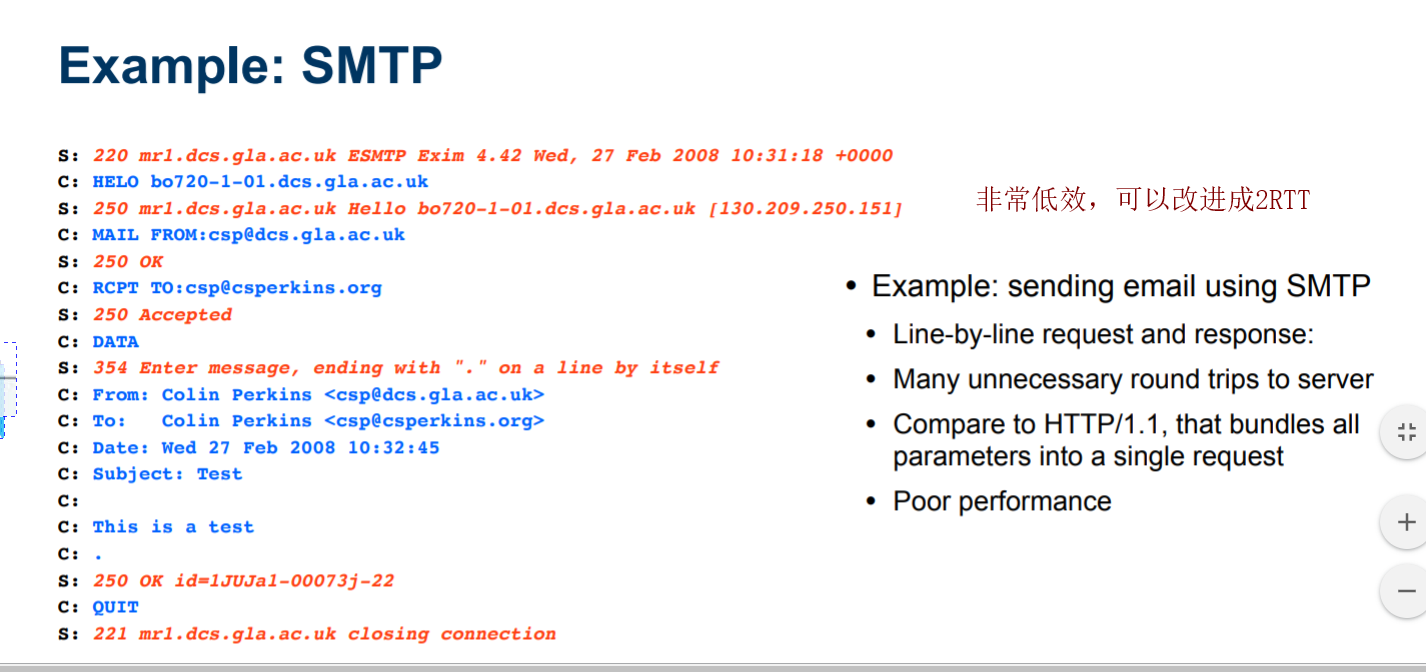 Example: SMTP
S: 220 mr1.dcs.gla.ac.uk ESMTP Exim 4.42 Wed, 27 Feb 2008 10:31:18 +0000
C: HELO bo720-1-01.dcs.gla.ac.uk
S: 250 mr1.dcs.gla.ac.uk Hello bo720-1-01.dcs.gla.ac.uk [130.209.250.151]
C: MAIL FROM:csp@dcs.gla.ac.uk
S: 250 OK
C: RCPT TO:csp@csperkins.org
S: 250 Accepted
C: DATA
S: 354 Enter message, ending with "." on a line by itself
C: From: Colin Perkins <csp@dcs.gla.ac.uk>
C: To:   Colin Perkins <csp@csperkins.org>
C: Date: Wed 27 Feb 2008 10:32:45
C: Subject: Test
C:
C: This is a test
C: .
S: 250 OK id=1JUJa1-00073j-22
C: QUIT
S: 221 mr1.dcs.gla.ac.uk closing connection
非常低效，可以改进成2RTT
• Example: sending email using SMTP
• Line-by-line request and response:
• Many unnecessary round trips to server
• Compare to HTTP/1.1, that bundles all
parameters into a single request
• Poor performance